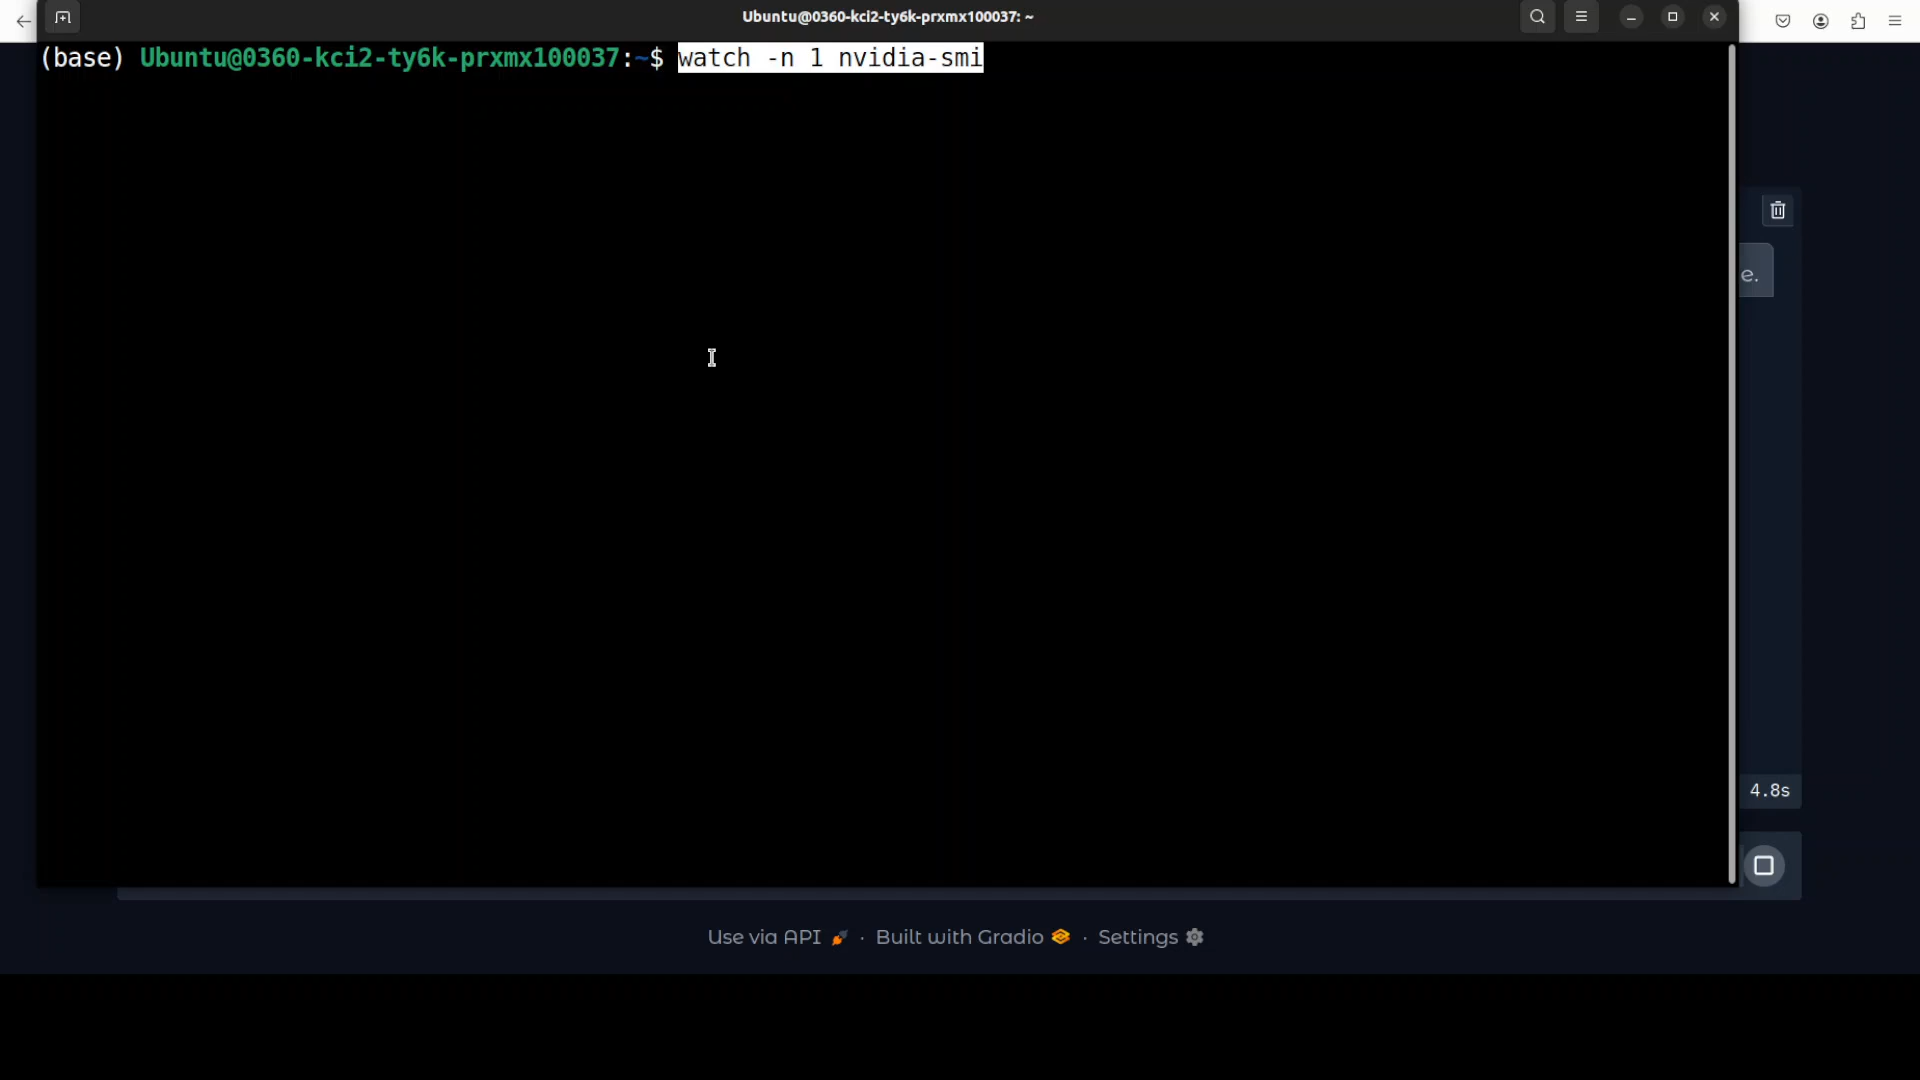 Ubuntu@0360-kci2-ty6k-prxmx100037: ~
(base) Ubuntu@0360-kci2-ty6k-prxmx100037:~$ watch -n 1 nvidia-smi
e.
4.8s
Use via API · Built with Gradio · Settings